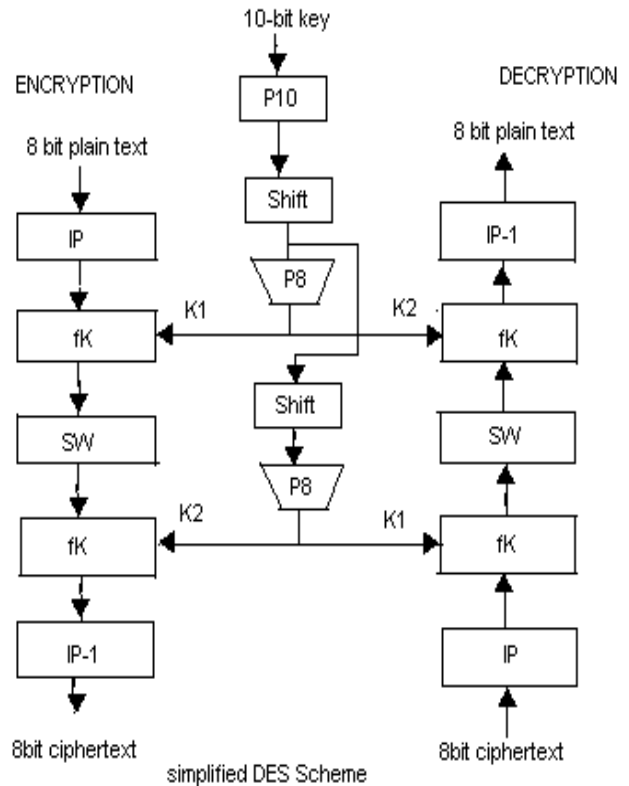 10-bit key
ENCRYPTION
DECRYPTION
P10
8 bit plain text
8 bit plain text
Shift
IP
IP-1
P8
K1
K2
fK
fK
Shift
SW
SW
P8
K2
K1
fK
fK
IP-1
IP
8bit ciphertext
8bit ciphertext
simplified DES Scheme